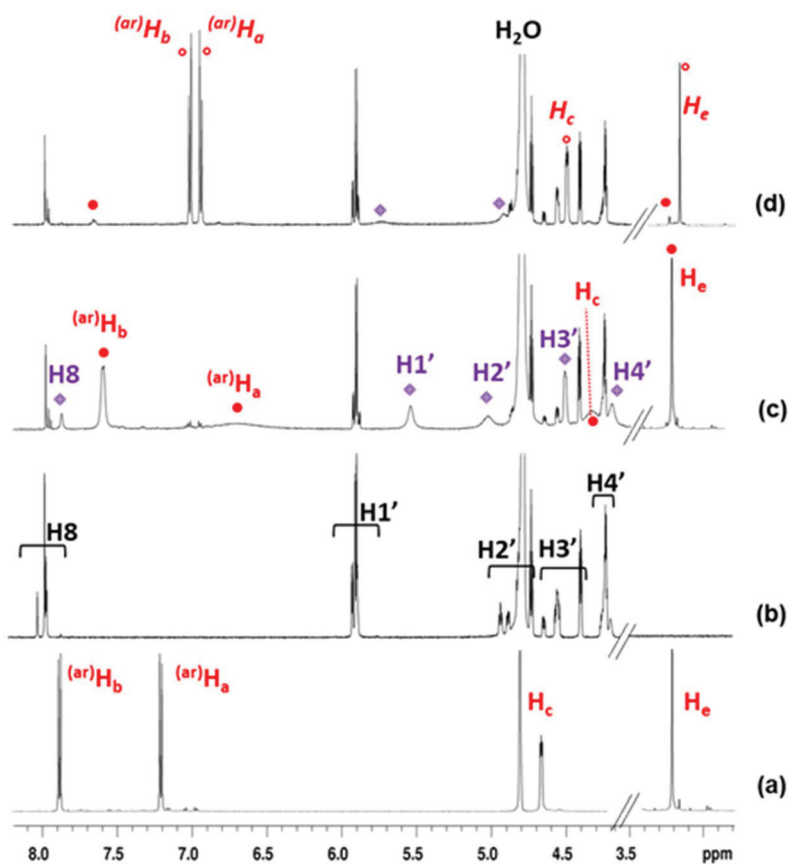 (ar)Hb (ar)Ha H2O Hc He (d)
H8 (ar)Hb (ar)Ha H1’ H2’ H3’ Hc H4’ He (c)
H8 H1’ H2’ H3’ H4’ (b)
(ar)Hb (ar)Ha Hc He (a)
8.0 7.5 7.0 6.5 6.0 5.5 5.0 4.5 3.5 ppm